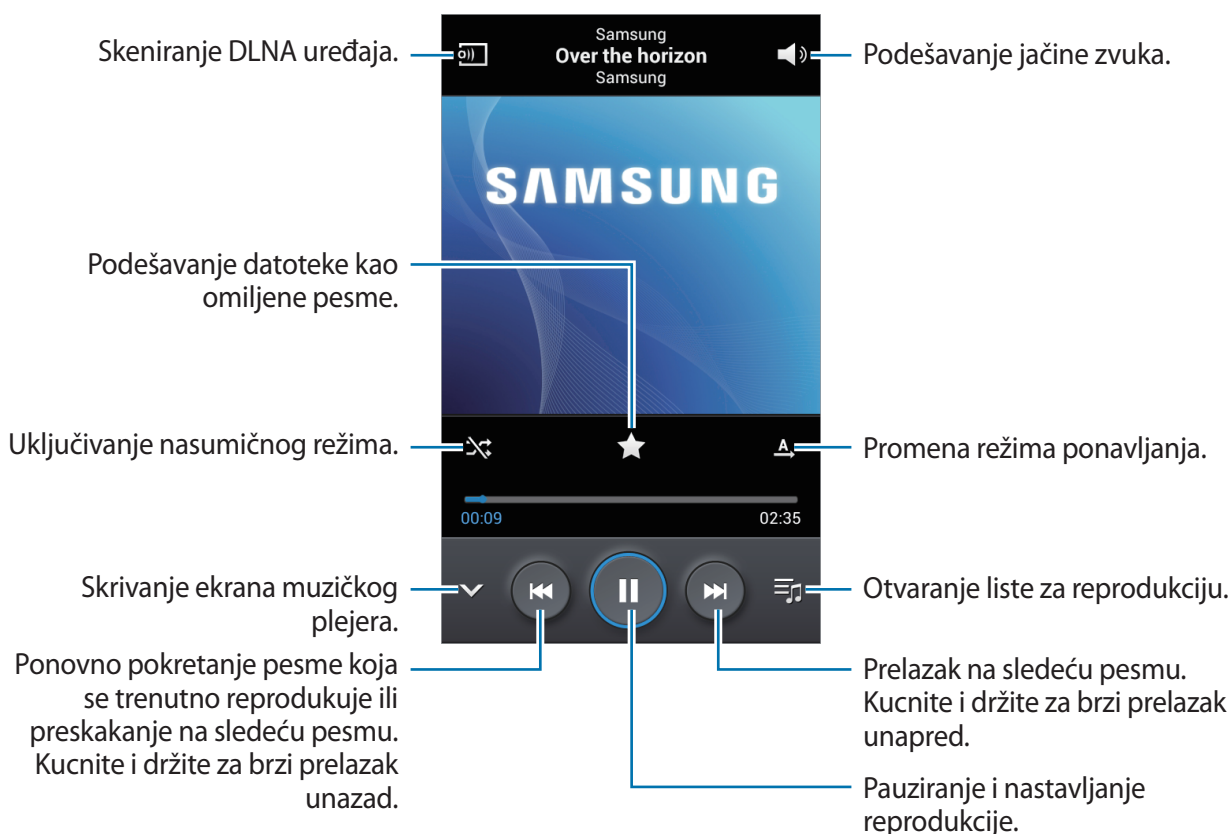 Skeniranje DLNA uređaja.
Samsung
Over the horizon
Samsung
Podešavanje jačine zvuka.
SAMSUNG
Podešavanje datoteke kao
omiljene pesme.
Uključivanje nasumičnog režima.
A
Promena režima ponavljanja.
00:09
02:35
Skrivanje ekrana muzičkog
plejera.
Otvaranje liste za reprodukciju.
Ponovno pokretanje pesme koja
se trenutno reprodukuje ili
preskakanje na sledeću pesmu.
Kucnite i držite za brzi prelazak
unazad.
Prelazak na sledeću pesmu.
Kucnite i držite za brzi prelazak
unapred.
Pauziranje i nastavljanje
reprodukcije.